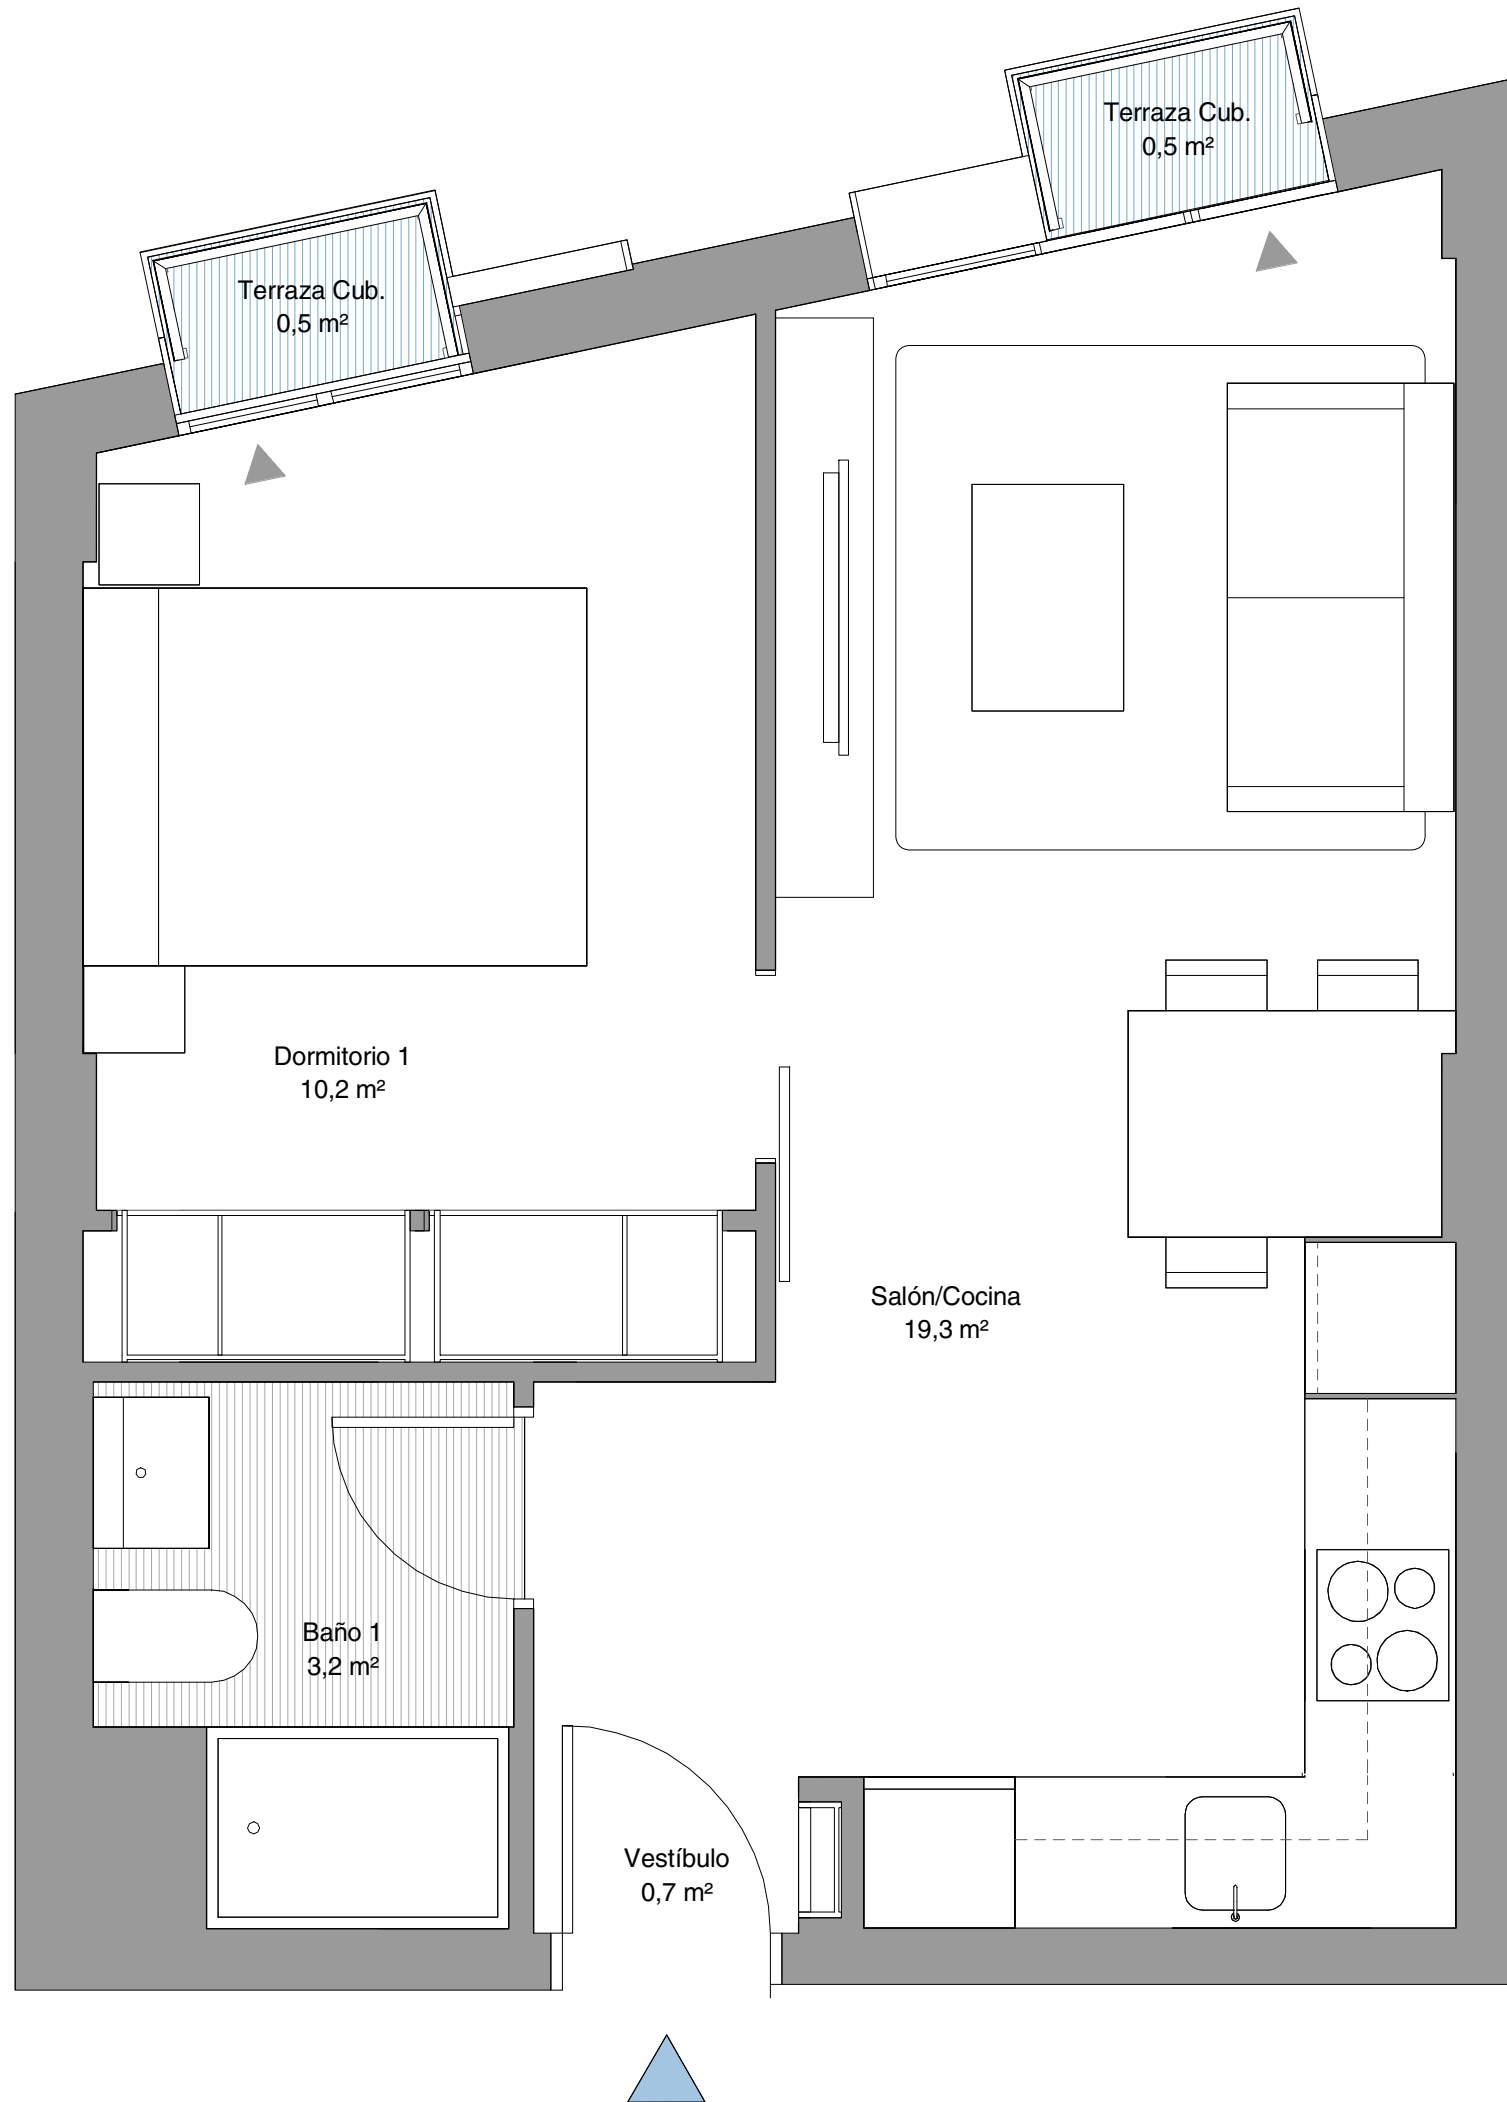 Terraza Cub.
0,5 m²
Terraza Cub.
0,5 m²
Dormitorio 1
10,2 m²
Salón/Cocina
19,3 m²
Baño 1
3,2 m²
Vestíbulo
0,7 m²